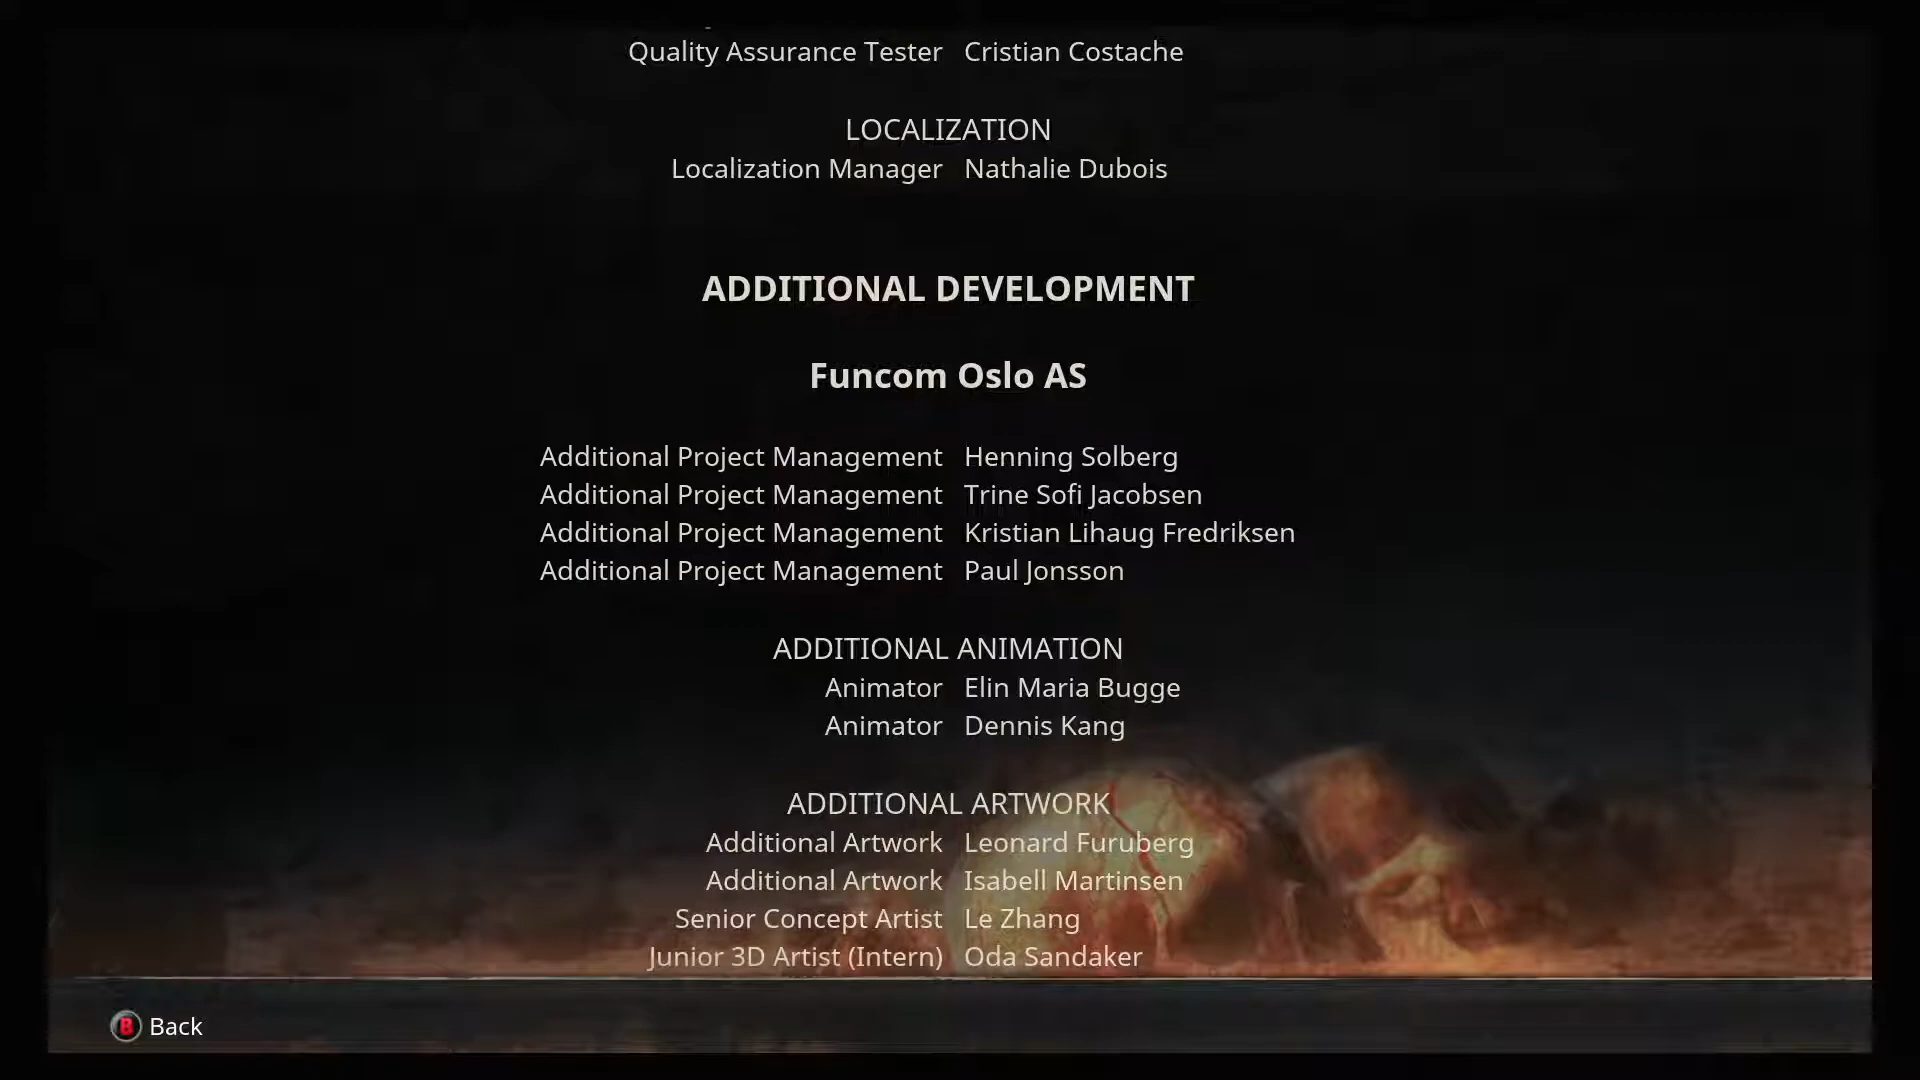 Quality Assurance Tester Cristian Costache
LOCALIZATION
Localization Manager Nathalie Dubois
ADDITIONAL DEVELOPMENT
Funcom Oslo AS
Additional Project Management Henning Solberg
Additional Project Management Trine Sofi Jacobsen
Additional Project Management Kristian Lihaug Fredriksen
Additional Project Management Paul Jonsson
ADDITIONAL ANIMATION
Animator Elin Maria Bugge
Animator Dennis Kang
ADDITIONAL ARTWORK
Additional Artwork Leonard Furuberg
Additional Artwork Isabell Martinsen
Senior Concept Artist Le Zhang
Junior 3D Artist (Intern) Oda Sandaker
B Back